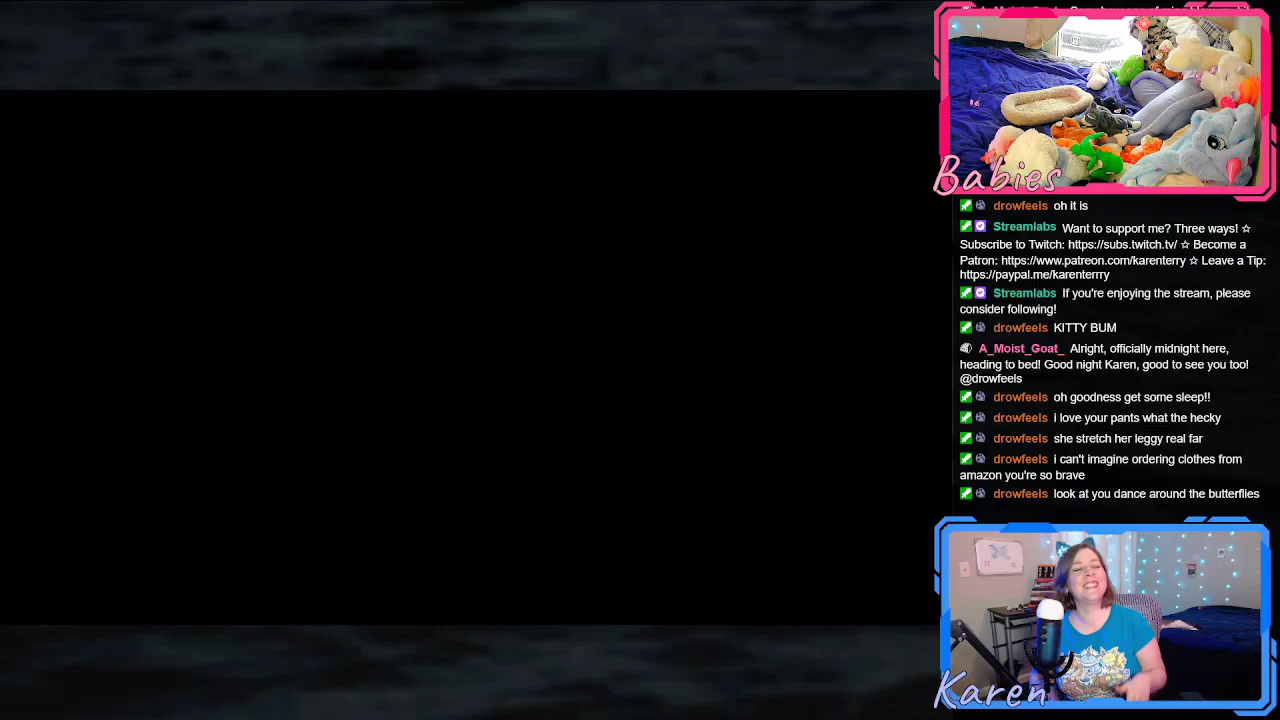 Babies
drowfeels oh it is
Streamlabs Want to support me? Three ways! ☆
Subscribe to Twitch: https://subs.twitch.tv/ ☆ Become a
Patron: https://www.patreon.com/karenterry ☆ Leave a Tip:
https://paypal.me/karenterrry
Streamlabs If you're enjoying the stream, please
consider following!
drowfeels KITTY BUM
A_Moist_Goat_ Alright, officially midnight here,
heading to bed! Good night Karen, good to see you too!
@drowfeels
drowfeels oh goodness get some sleep!!
drowfeels i love your pants what the hecky
drowfeels she stretch her leggy real far
drowfeels i can't imagine ordering clothes from
amazon you're so brave
drowfeels look at you dance around the butterflies
Karen